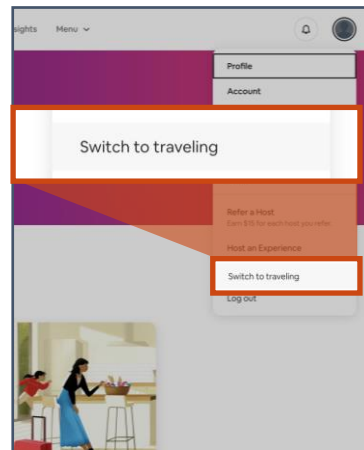 sights Menu
Profile
Account
Switch to traveling
Refer a Host
Earn $15 for each host you refer
Host an Experience
Switch to traveling
Log out